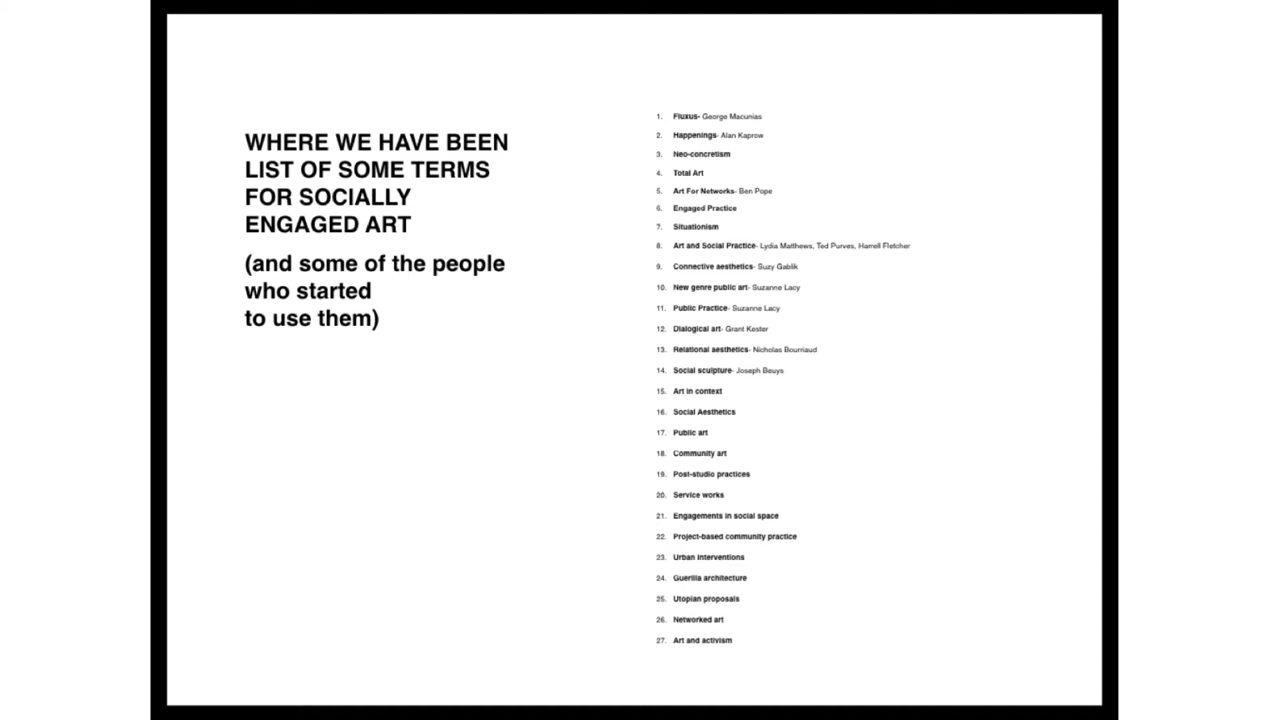 WHERE WE HAVE BEEN
LIST OF SOME TERMS
FOR SOCIALLY
ENGAGED ART
(and some of the people
who started
to use them)
1. Fluxus- George Macunias
2. Happenings- Alan Kaprow
3. Neo-concretism
4. Total Art
5. Art For Networks- Ben Pope
6. Engaged Practice
7. Situationism
8. Art and Social Practice- Lydia Matthews, Ted Purves, Harrell Fletcher
9. Connective aesthetics- Suzy Gablik
10. New genre public art- Suzanne Lacy
11. Public Practice- Suzanne Lacy
12. Dialogical art- Grant Kester
13. Relational aesthetics- Nicholas Bourriaud
14. Social sculpture- Joseph Beuys
15. Art in context
16. Social Aesthetics
17. Public art
18. Community art
19. Post-studio practices
20. Service works
21. Engagements in social space
22. Project-based community practice
23. Urban interventions
24. Guerilla architecture
25. Utopian proposals
26. Networked art
27. Art and activism